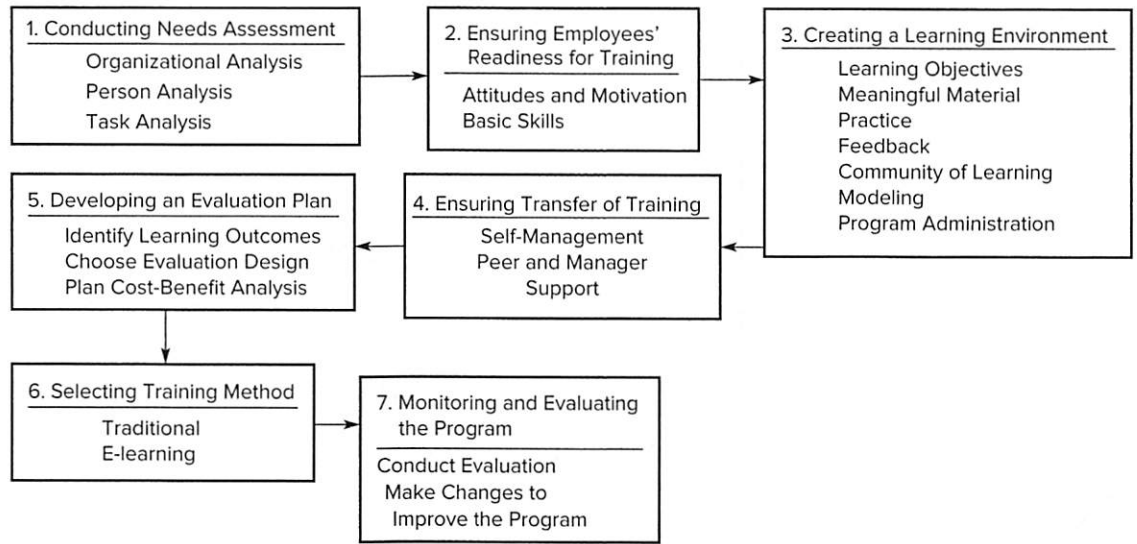 1. Conducting Needs Assessment
Organizational Analysis
Person Analysis
Task Analysis
2. Ensuring Employees'
Readiness for Training
Attitudes and Motivation
Basic Skills
3. Creating a Learning Environment
Learning Objectives
Meaningful Material
Practice
Feedback
Community of Learning
Modeling
Program Administration
4. Ensuring Transfer of Training
Self-Management
Peer and Manager
Support
5. Developing an Evaluation Plan
Identify Learning Outcomes
Choose Evaluation Design
Plan Cost-Benefit Analysis
6. Selecting Training Method
Traditional
E-learning
7. Monitoring and Evaluating
the Program
Conduct Evaluation
Make Changes to
Improve the Program